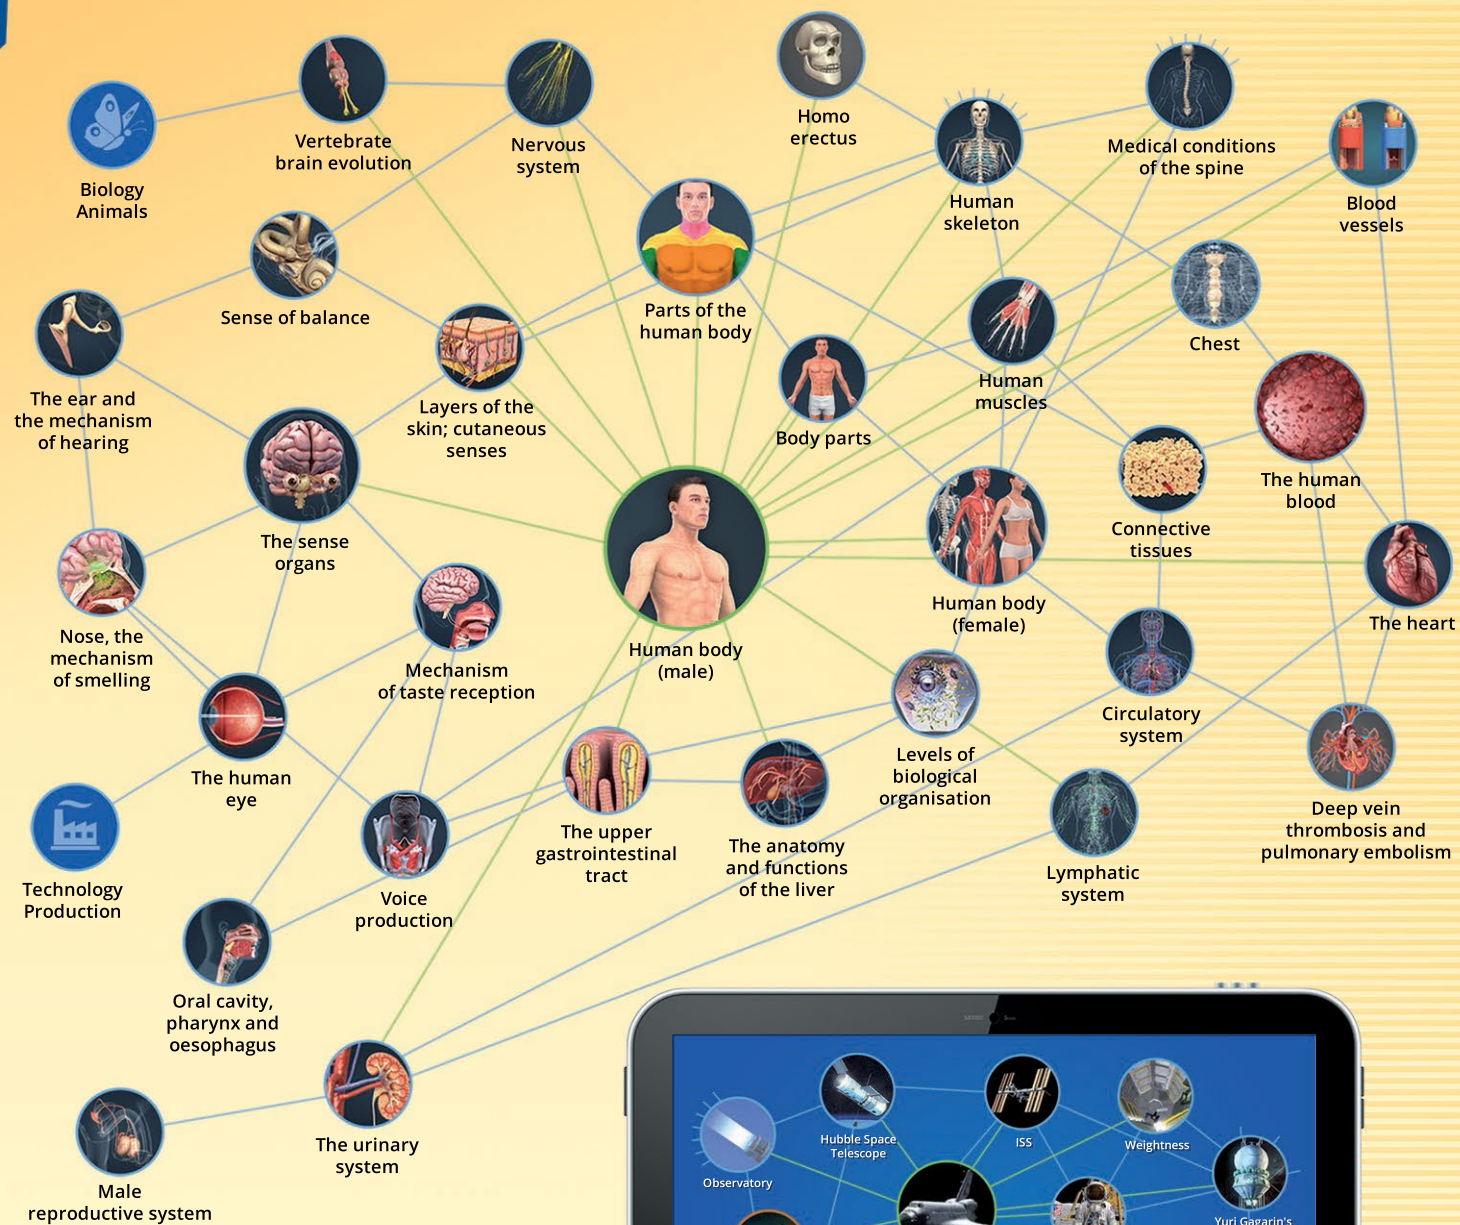 Biology
Animals
Vertebrate
brain evolution
Nervous
system
Homo
erectus
Human
skeleton
Medical conditions
of the spine
Blood
vessels
Sense of balance
Parts of the
human body
Chest
The ear and
the mechanism
of hearing
Layers of the
skin; cutaneous
senses
Body parts
Human
muscles
The human
blood
The sense
organs
Connective
tissues
Nose, the
mechanism
of smelling
Mechanism
of taste reception
Human body
(male)
Human body
(female)
The heart
Circulatory
system
The human
eye
Levels of
biological
organisation
Deep vein
thrombosis and
pulmonary embolism
Technology
Production
Voice
production
The upper
gastrointestinal
tract
The anatomy
and functions
of the liver
Lymphatic
system
Oral cavity,
pharynx and
oesophagus
The urinary
system
Male
reproductive system
Observatory
Hubble Space
Telescope
ISS
Weightness
Yuri Gagarin's